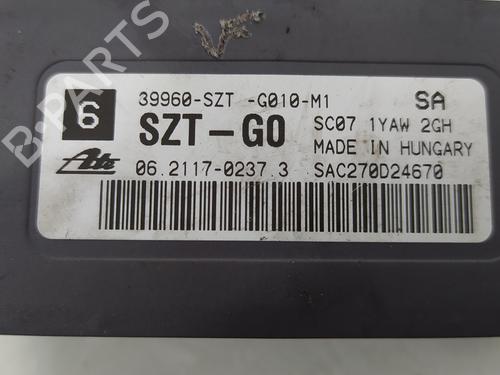 B-PARTS
39960-SZT -G010-M1 SA
6 SZT-G0 SC07 1YAW 2GH
MADE IN HUNGARY
Ate 06.2117-0237.3 SAC270D24670